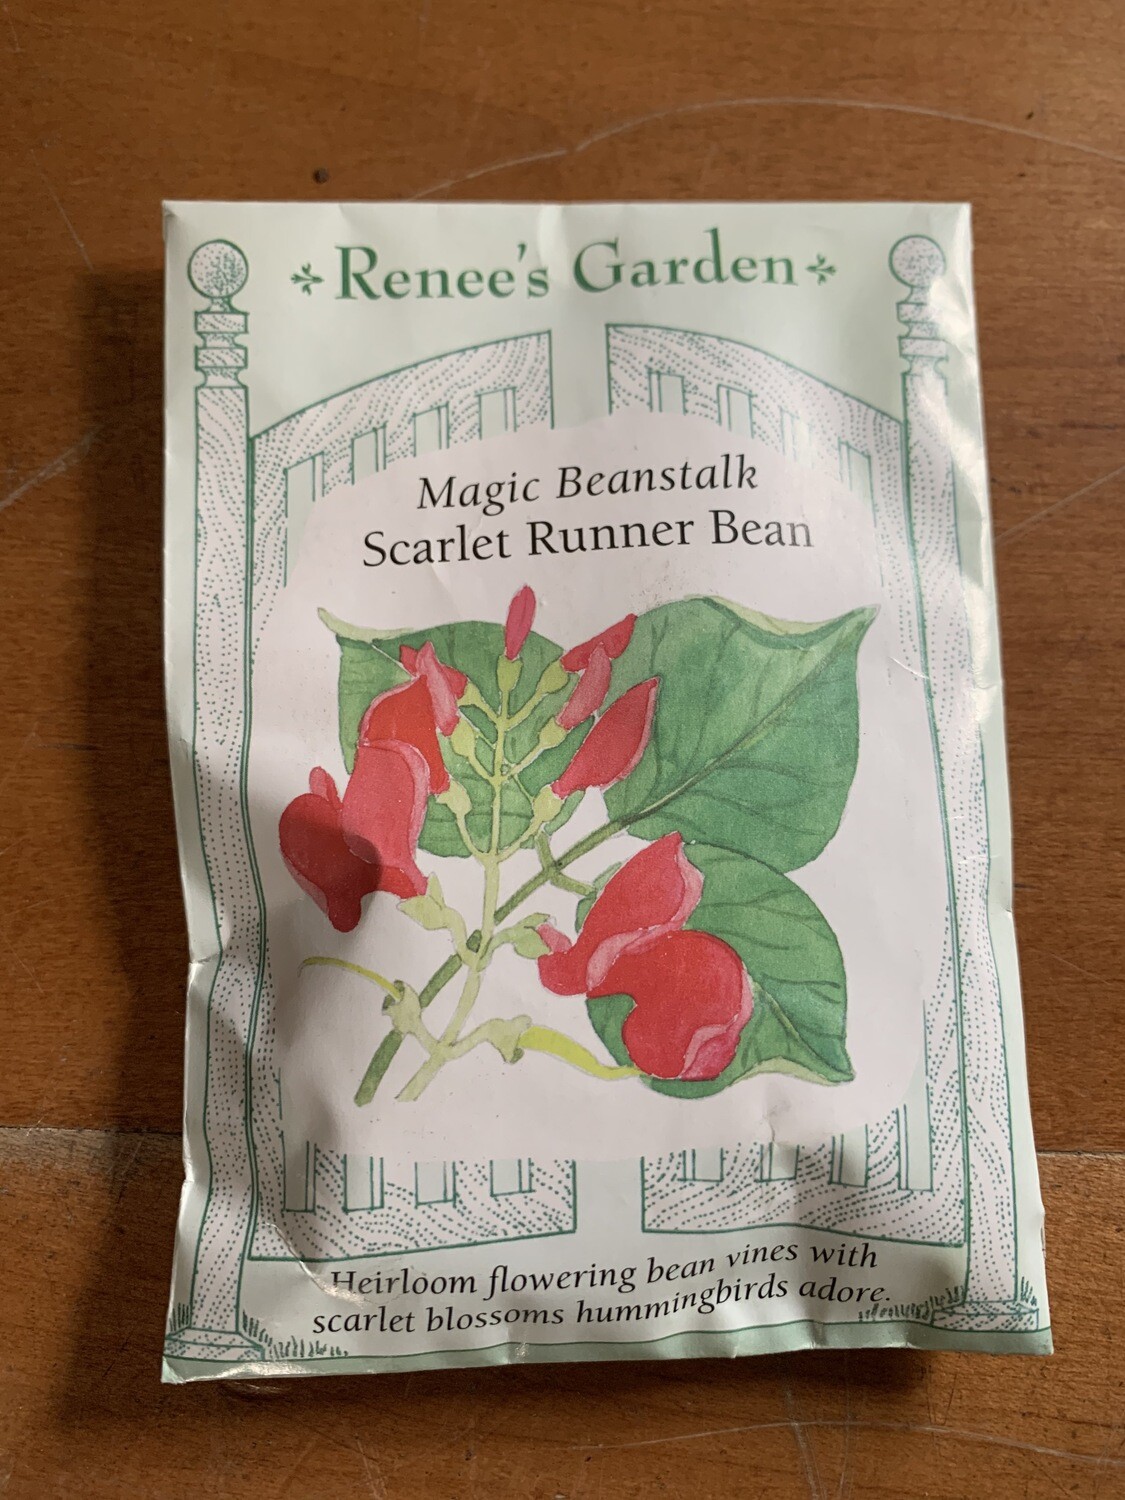 Renee's Garden
Magic Beanstalk
Scarlet Runner Bean
Heirloom flowering bean vines with
scarlet blossoms hummingbirds adore.